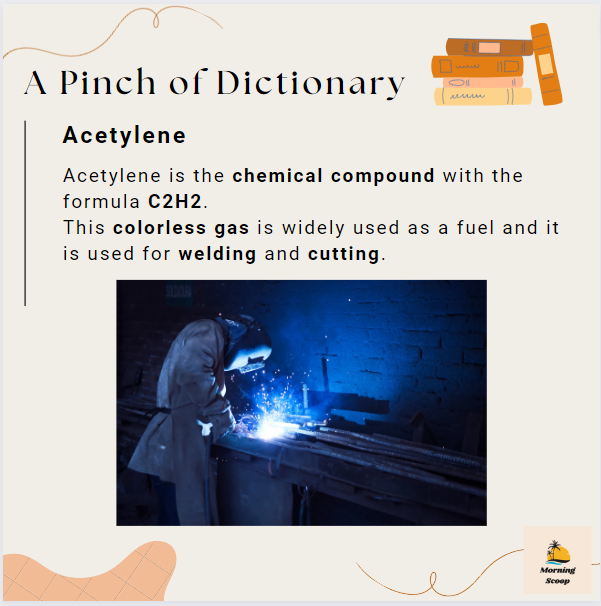 A Pinch of Dictionary
Acetylene
Acetylene is the chemical compound with the
formula C2H2.
This colorless gas is widely used as a fuel and it
is used for welding and cutting.
Morning
Scoop